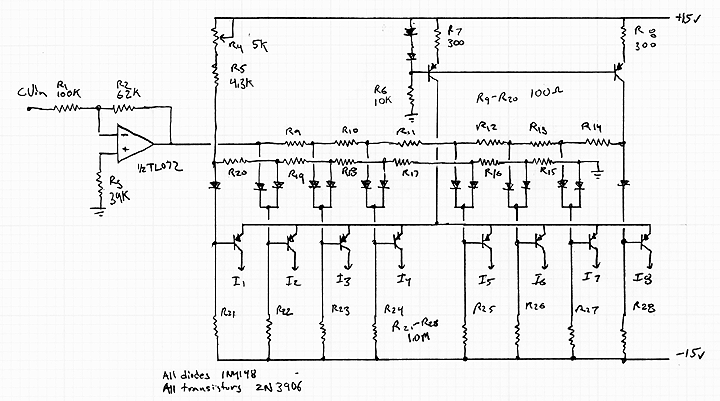 +15V
R4 5K
R7
300
R8
300
R1
100K
R2
62K
CVin
R5
4.3K
R6
10K
R9-R20 100Ω
-
+
R9
R10
R11
R12
R13
R14
½TL072
R3
39K
R20
R19
R18
R17
R16
R15
I1
I2
I3
I4
I5
I6
I7
I8
R21
R22
R23
R24
R25
R26
R27
R28
R21-R28
1.0M
-15V
All diodes 1N4148
All transistors 2N3906